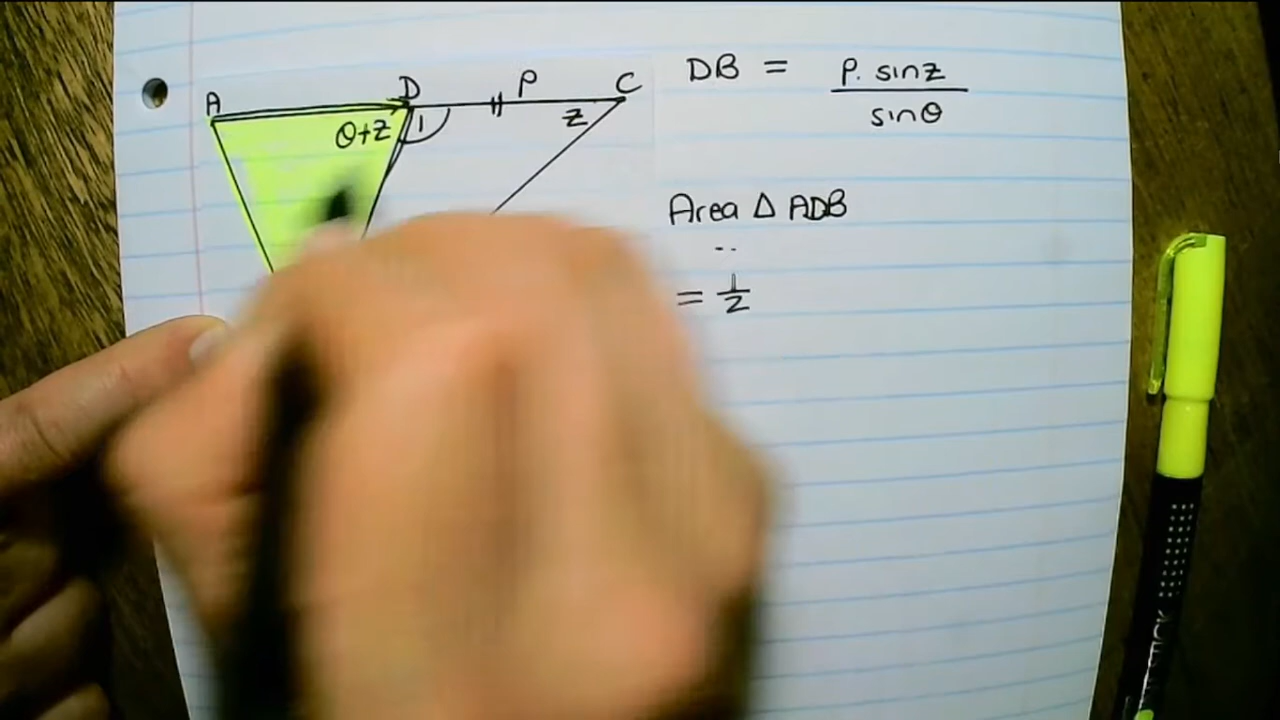 A D P C
θ+z 1 z
DB = P. sinz / sinθ
Area Δ ADB
= 1/2